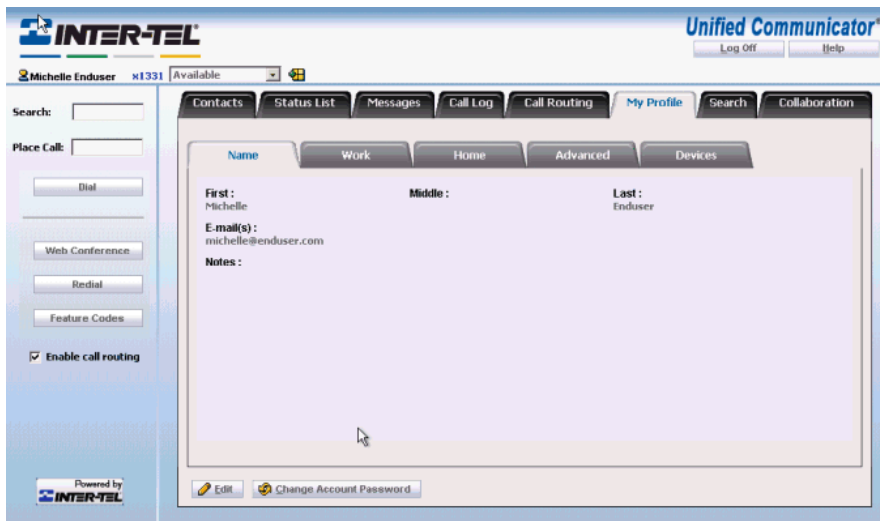 INTER-TEL
Unified Communicator®
Log Off Help
Michelle Enduser x1331 Available
Contacts Status List Messages Call Log Call Routing My Profile Search Collaboration
Search:
Place Call:
Dial
Web Conference
Redial
Feature Codes
Enable call routing
Powered by
INTER-TEL
Name Work Home Advanced Devices
First : Middle : Last :
Michelle Enduser
E-mail(s) :
michelle@enduser.com
Notes :
Edit Change Account Password